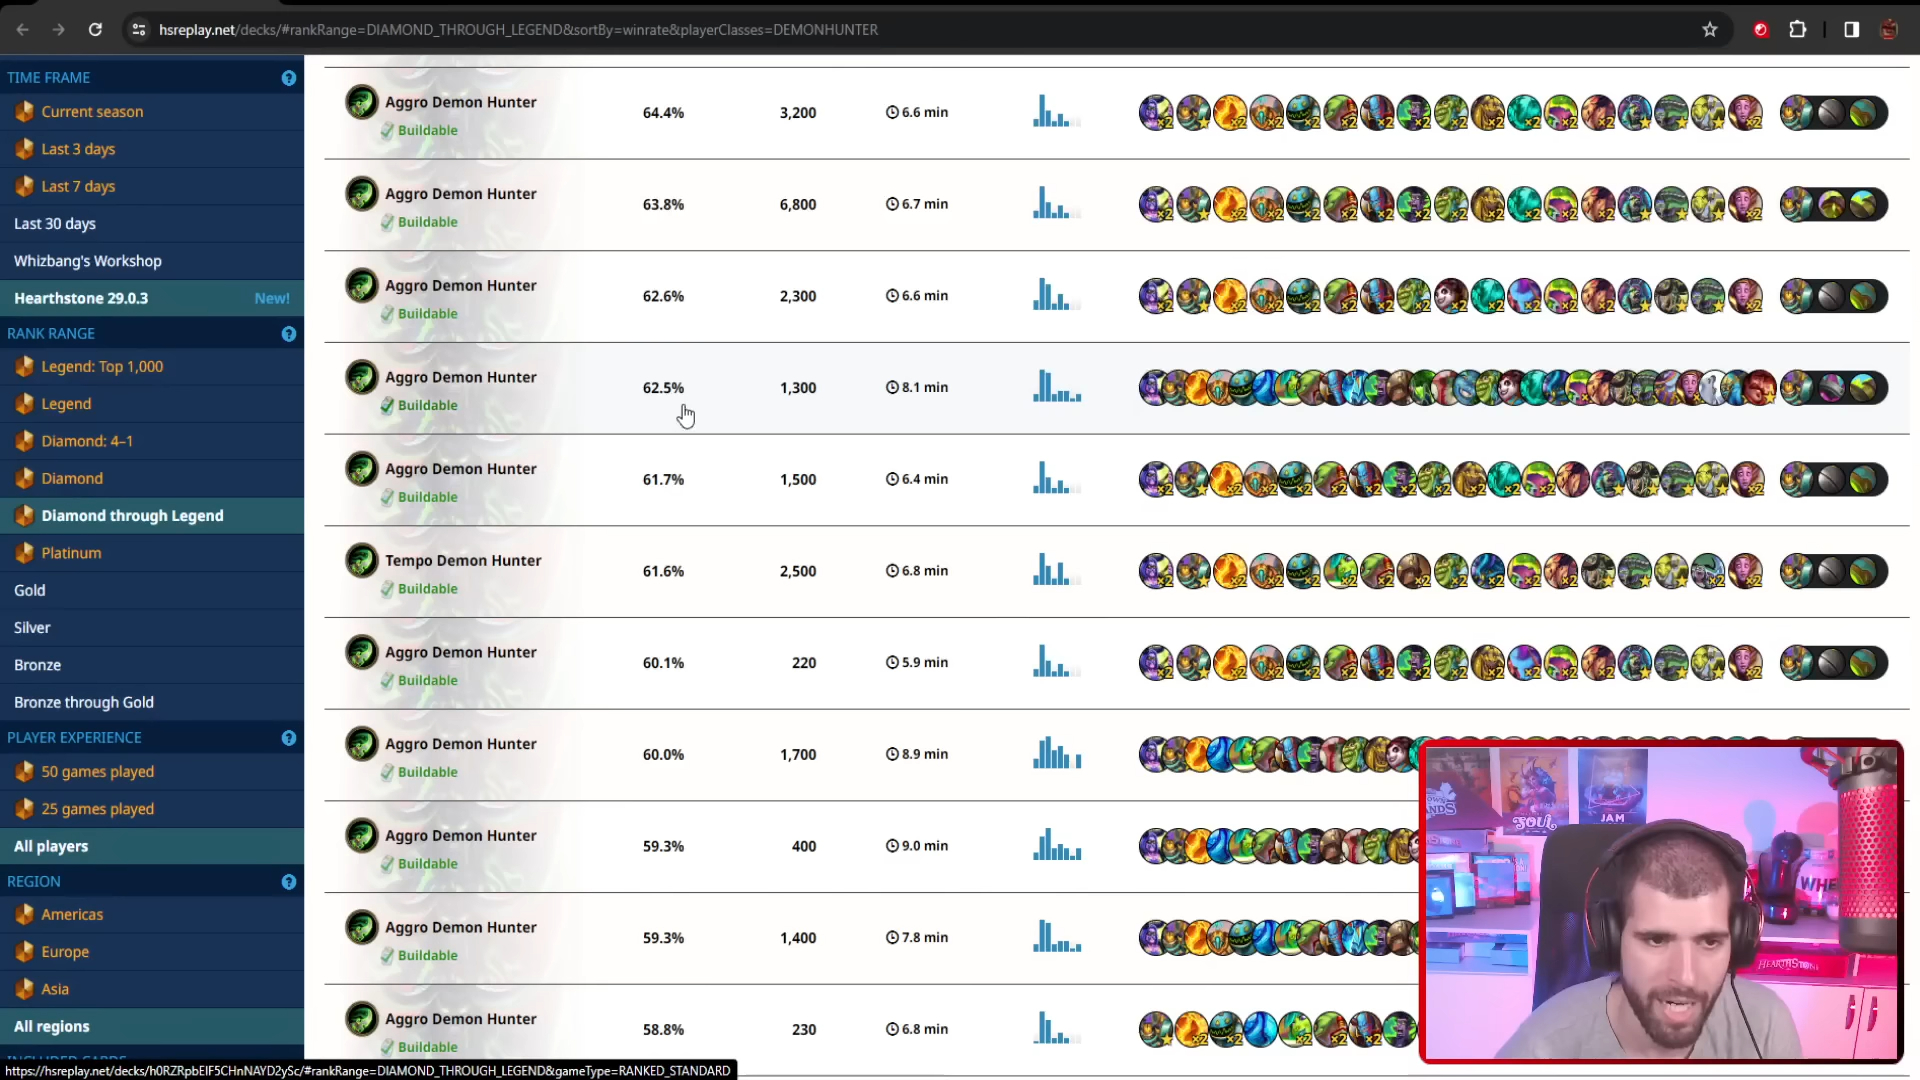 hsreplay.net/decks/#rankRange=DIAMOND_THROUGH_LEGEND&sortBy=winrate&playerClasses=DEMONHUNTER
TIME FRAME
Current season
Last 3 days
Last 7 days
Last 30 days
Whizbang's Workshop
Hearthstone 29.0.3 New!
RANK RANGE
Legend: Top 1,000
Legend
Diamond: 4–1
Diamond
Diamond through Legend
Platinum
Gold
Silver
Bronze
Bronze through Gold
PLAYER EXPERIENCE
50 games played
25 games played
All players
REGION
Americas
Europe
Asia
All regions
INCLUDED CARDS
Aggro Demon Hunter 64.4% 3,200 6.6 min
Buildable
Aggro Demon Hunter 63.8% 6,800 6.7 min
Buildable
Aggro Demon Hunter 62.6% 2,300 6.6 min
Buildable
Aggro Demon Hunter 62.5% 1,300 8.1 min
Buildable
Aggro Demon Hunter 61.7% 1,500 6.4 min
Buildable
Tempo Demon Hunter 61.6% 2,500 6.8 min
Buildable
Aggro Demon Hunter 60.1% 220 5.9 min
Buildable
Aggro Demon Hunter 60.0% 1,700 8.9 min
Buildable
Aggro Demon Hunter 59.3% 400 9.0 min
Buildable
Aggro Demon Hunter 59.3% 1,400 7.8 min
Buildable
Aggro Demon Hunter 58.8% 230 6.8 min
Buildable
SOUL
JAM
WHE
HEARTHSTONE
https://hsreplay.net/decks/h0RZRpbEIF5CHnNAYD2ySc/#rankRange=DIAMOND_THROUGH_LEGEND&gameType=RANKED_STANDARD